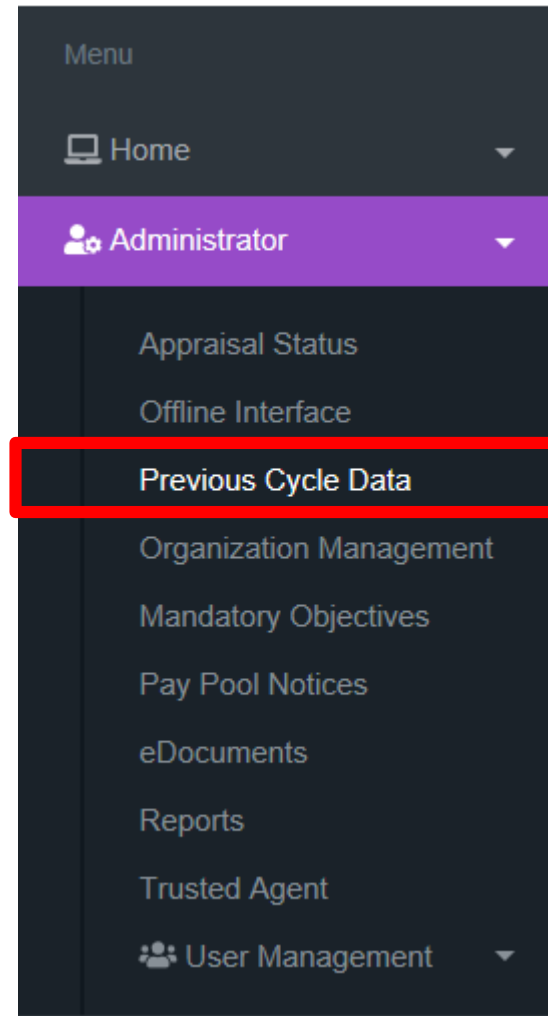 Menu
Home
Administrator
Appraisal Status
Offline Interface
Previous Cycle Data
Organization Management
Mandatory Objectives
Pay Pool Notices
eDocuments
Reports
Trusted Agent
User Management